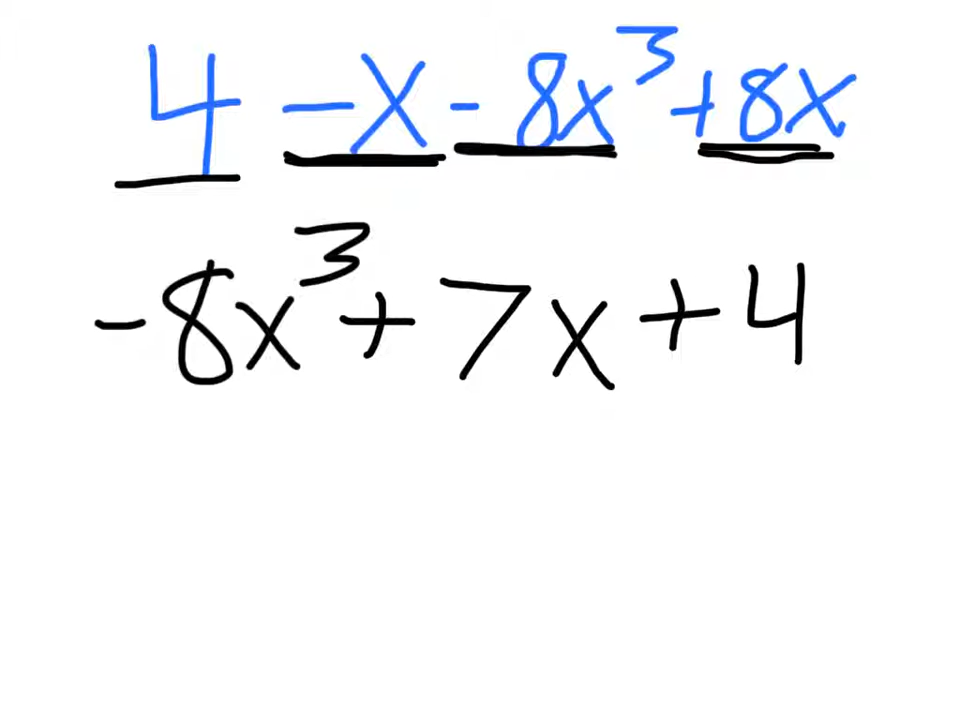 4 - x - 8x³ + 8x
-8x³ + 7x + 4